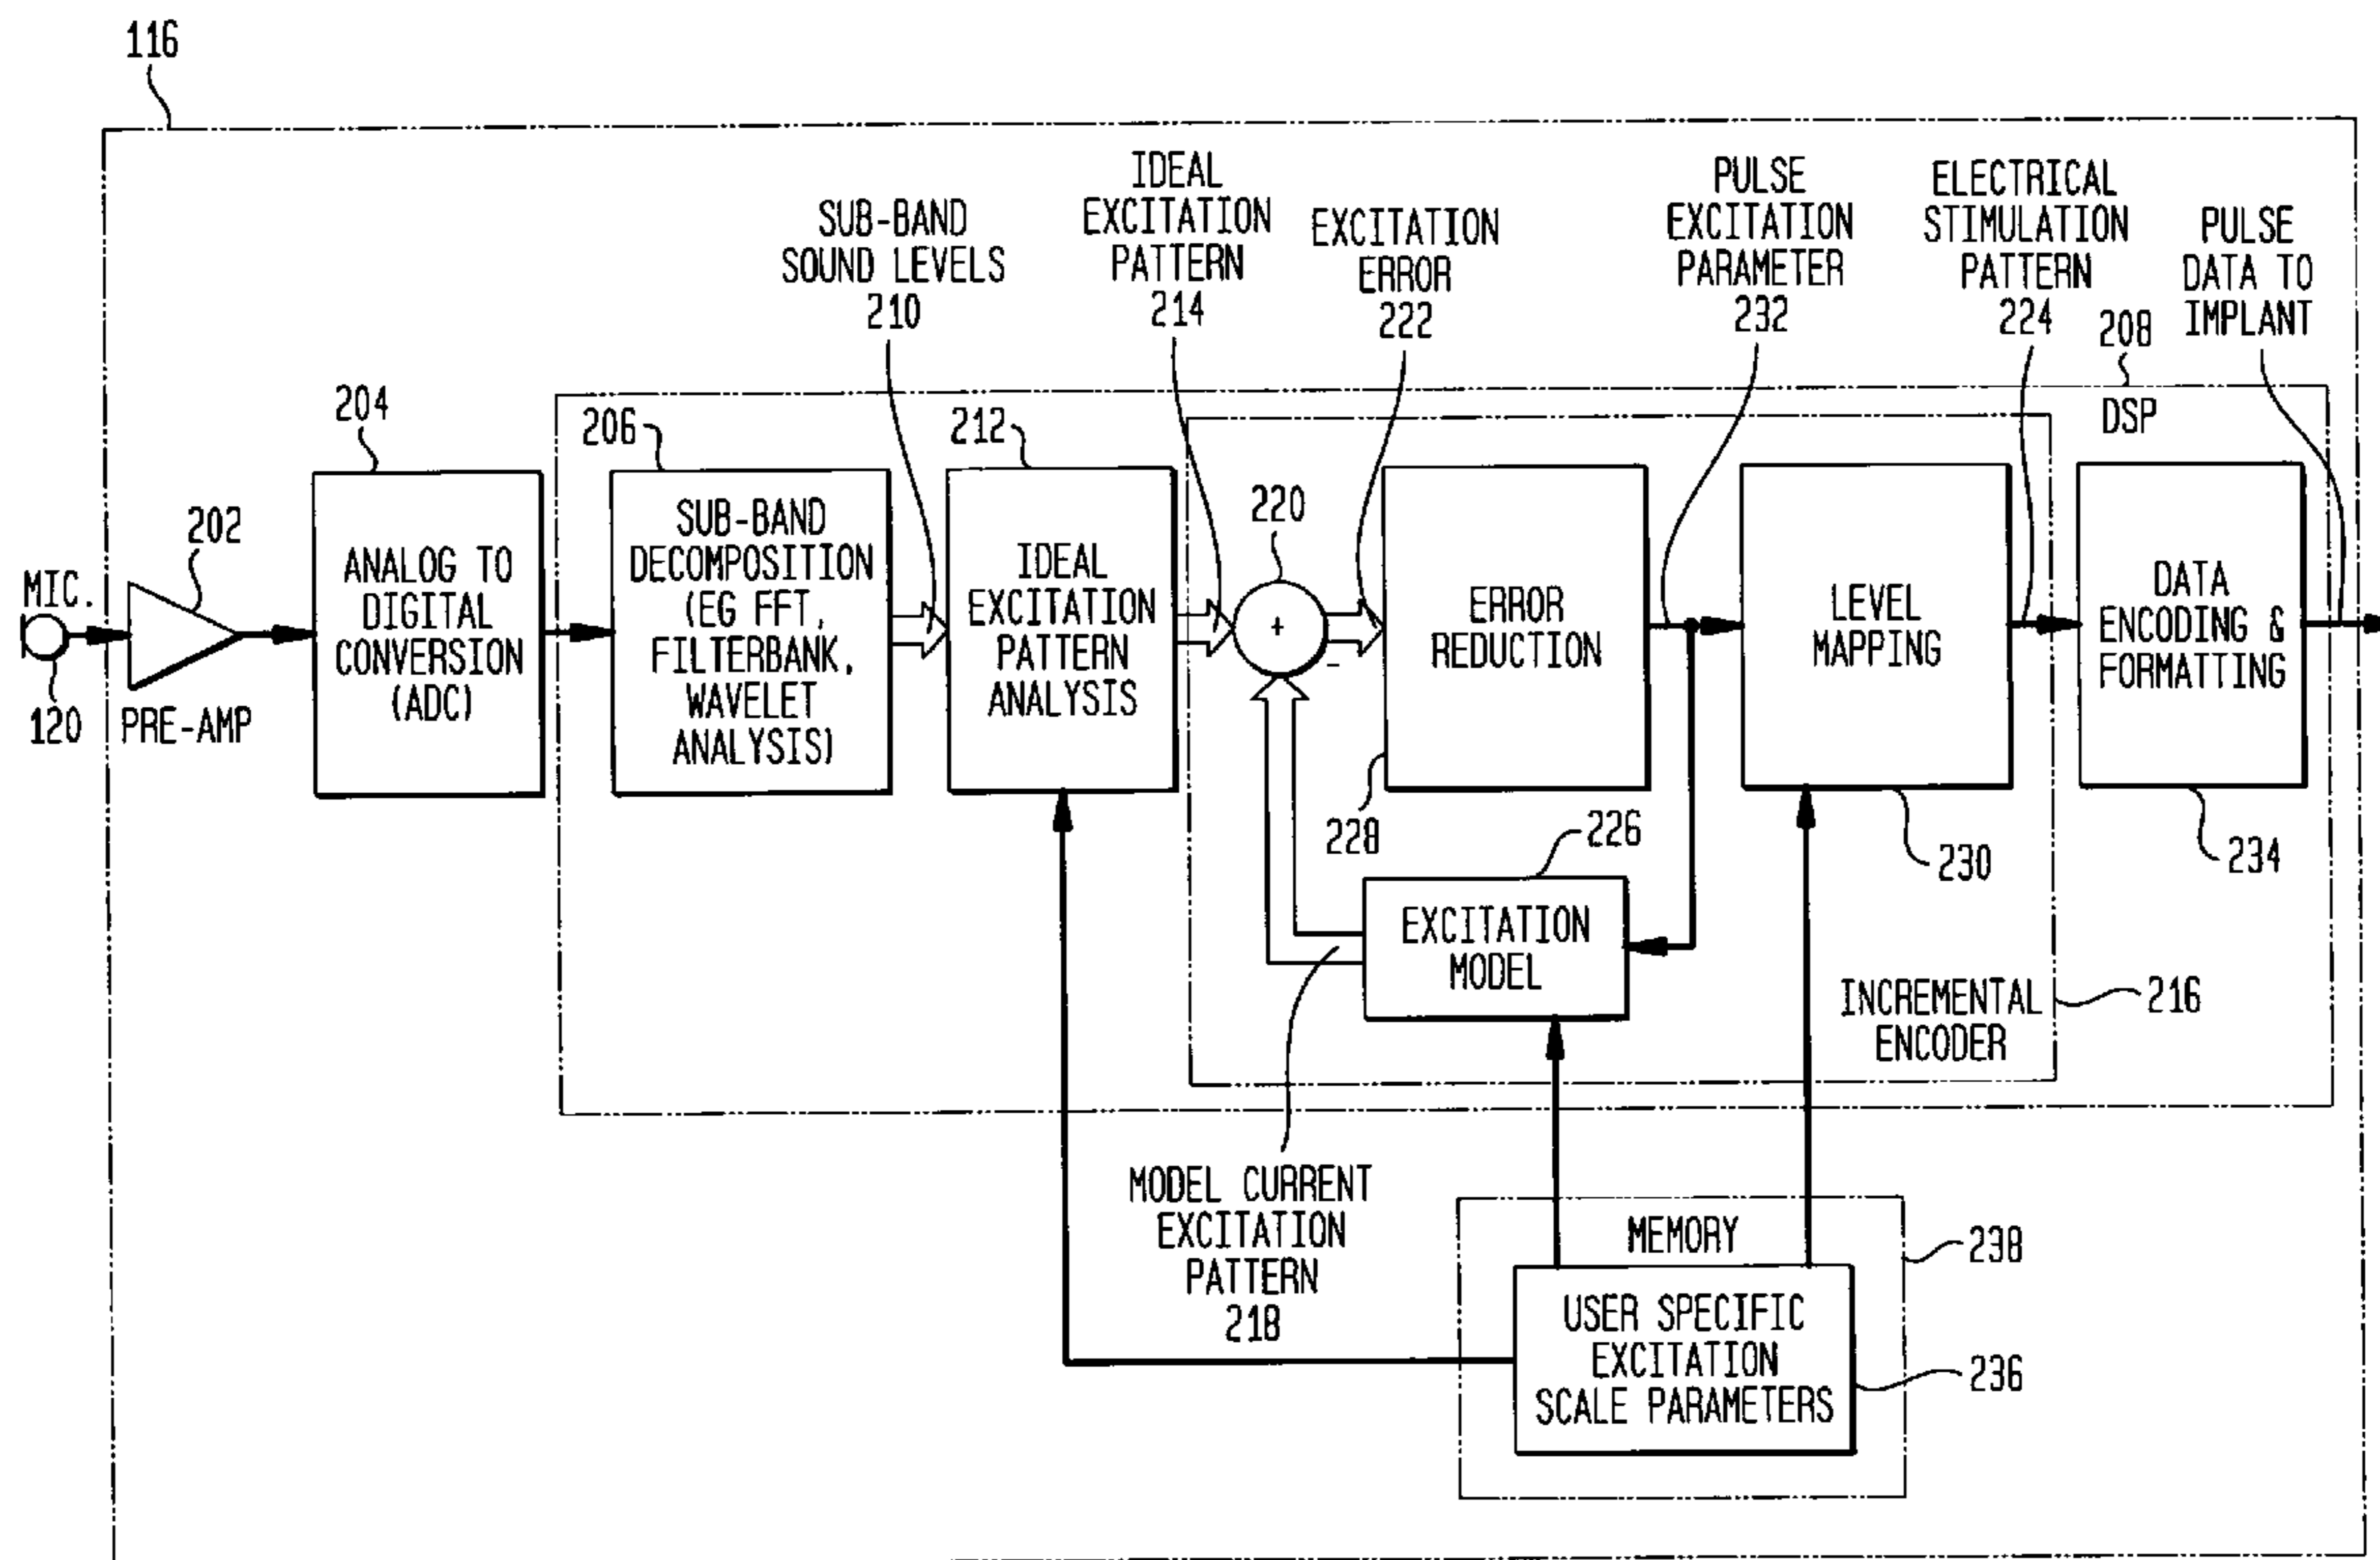 116
SUB-BAND
SOUND LEVELS
210
IDEAL
EXCITATION
PATTERN
214
EXCITATION
ERROR
222
PULSE
EXCITATION
PARAMETER
232
ELECTRICAL
STIMULATION
PATTERN
224
PULSE
DATA TO
IMPLANT
208
DSP
MIC.
120
202
PRE-AMP
204
ANALOG TO
DIGITAL
CONVERSION
(ADC)
206
SUB-BAND
DECOMPOSITION
(EG FFT,
FILTERBANK,
WAVELET
ANALYSIS)
212
IDEAL
EXCITATION
PATTERN
ANALYSIS
220
+
-
ERROR
REDUCTION
228
LEVEL
MAPPING
230
DATA
ENCODING &
FORMATTING
234
226
EXCITATION
MODEL
INCREMENTAL
ENCODER
216
MODEL CURRENT
EXCITATION
PATTERN
218
MEMORY
238
USER SPECIFIC
EXCITATION
SCALE PARAMETERS
236